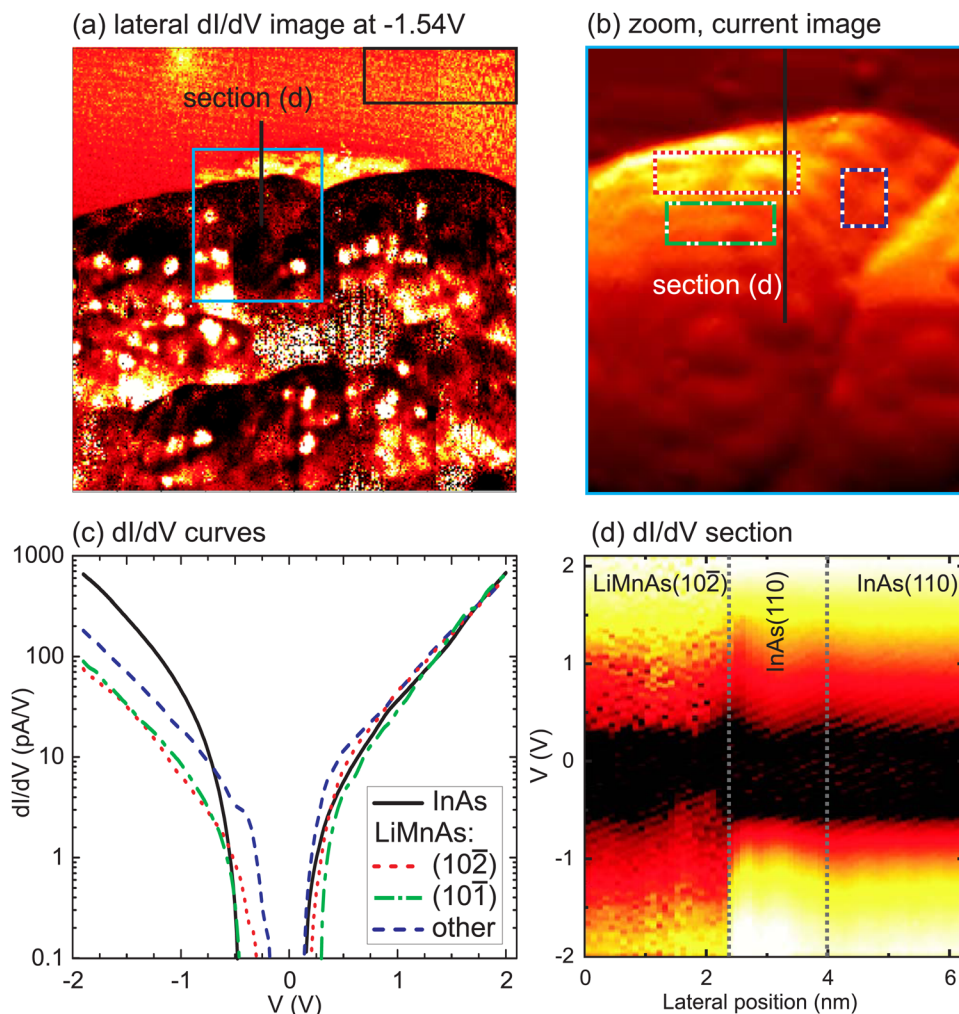 (a) lateral dI/dV image at -1.54V
section (d)
(b) zoom, current image
section (d)
(c) dI/dV curves
1000
100
10
1
0.1
dI/dV (pA/V)
-2
-1
0
1
2
V (V)
InAs
LiMnAs:
(102̅)
(101̅)
other
(d) dI/dV section
LiMnAs(102̅)
InAs(110)
InAs(110)
2
1
0
-1
-2
V (V)
0
2
4
6
Lateral position (nm)